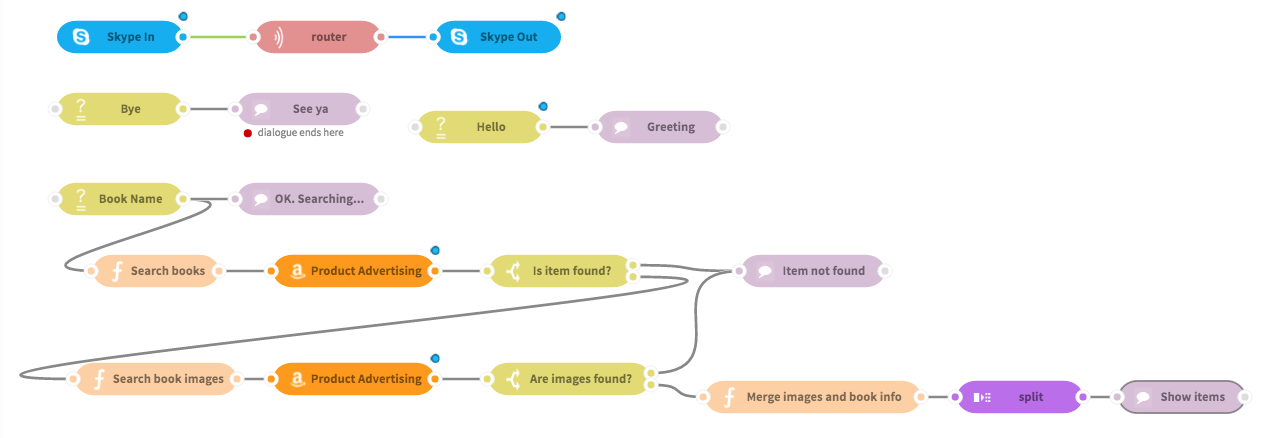 Skype In
router
Skype Out
Bye
See ya
dialogue ends here
Hello
Greeting
Book Name
OK. Searching...
Search books
Product Advertising
Is item found?
Item not found
Search book images
Product Advertising
Are images found?
Merge images and book info
split
Show items